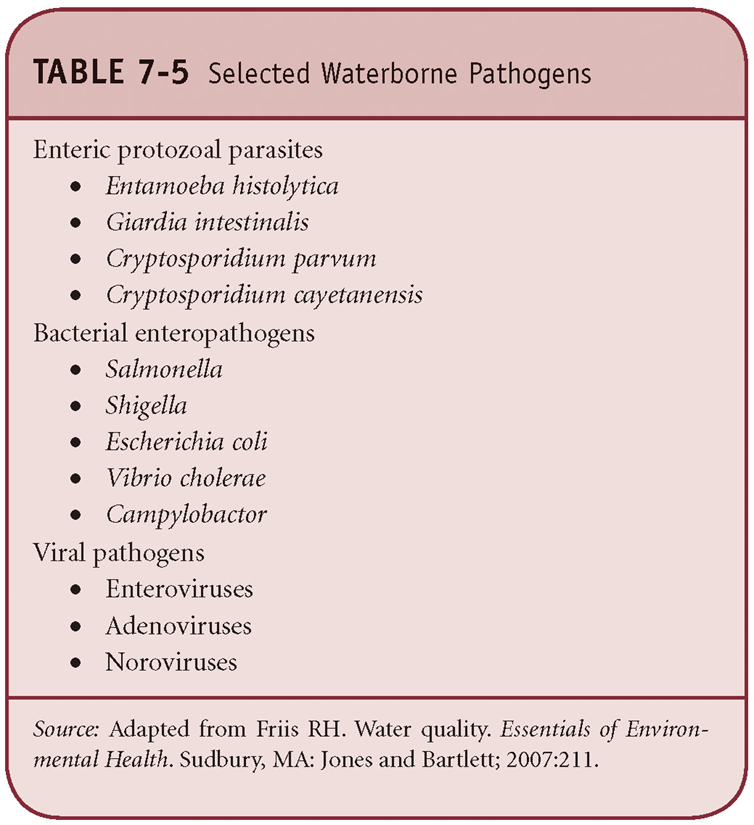 TABLE 7-5 Selected Waterborne Pathogens
Enteric protozoal parasites
• Entamoeba histolytica
• Giardia intestinalis
• Cryptosporidium parvum
• Cryptosporidium cayetanensis
Bacterial enteropathogens
• Salmonella
• Shigella
• Escherichia coli
• Vibrio cholerae
• Campylobactor
Viral pathogens
• Enteroviruses
• Adenoviruses
• Noroviruses
Source: Adapted from Friis RH. Water quality. Essentials of Environ-
mental Health. Sudbury, MA: Jones and Bartlett; 2007:211.